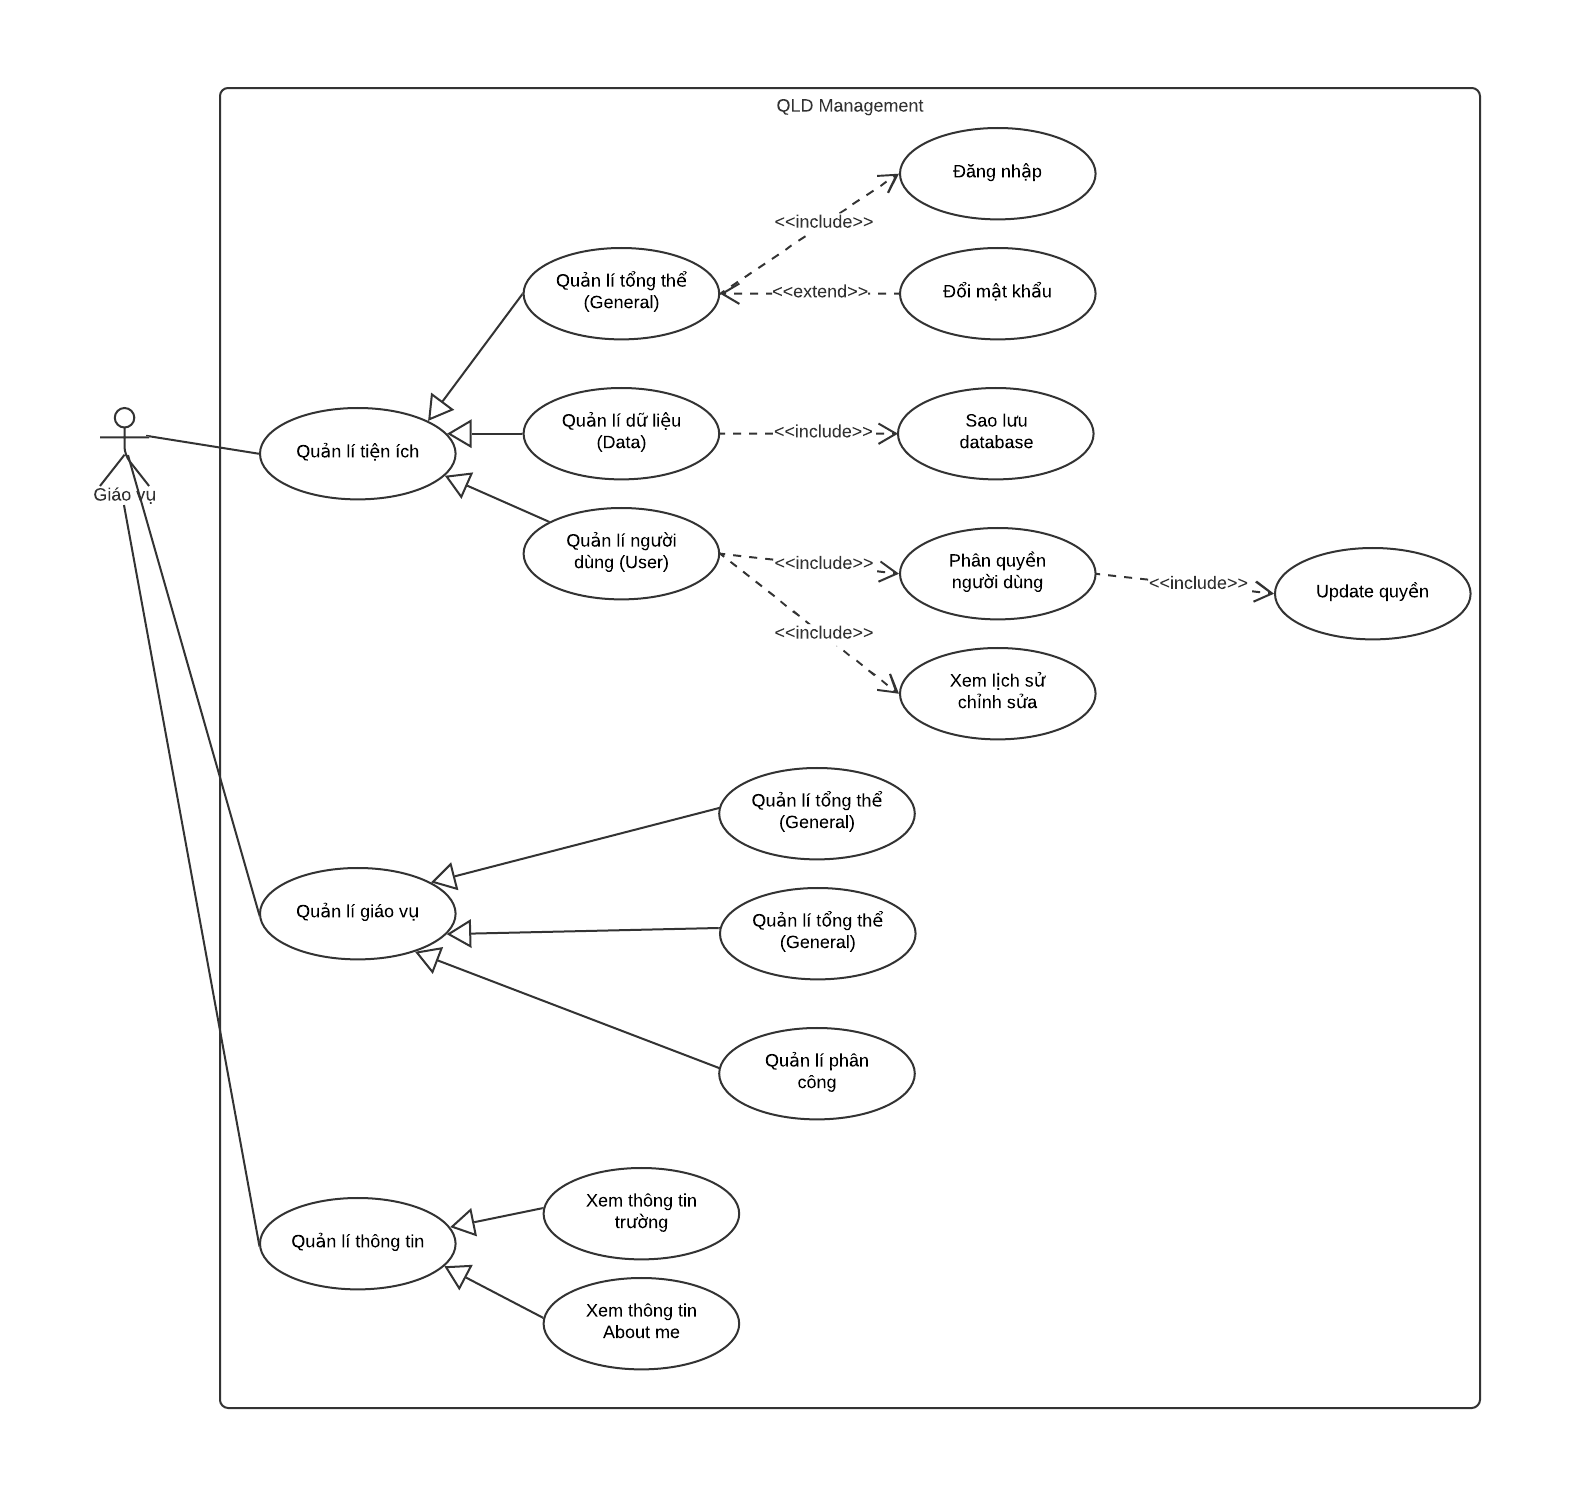 QLD Management
Đăng nhập
<<include>>
Quản lí tổng thể
(General)
<<extend>>
Đổi mật khẩu
Giáo vụ
Quản lí tiện ích
Quản lí dữ liệu
(Data)
<<include>>
Sao lưu
database
Quản lí người
dùng (User)
<<include>>
Phân quyền
người dùng
<<include>>
Update quyền
<<include>>
Xem lịch sử
chỉnh sửa
Quản lí tổng thể
(General)
Quản lí giáo vụ
Quản lí tổng thể
(General)
Quản lí phân
công
Xem thông tin
trường
Quản lí thông tin
Xem thông tin
About me